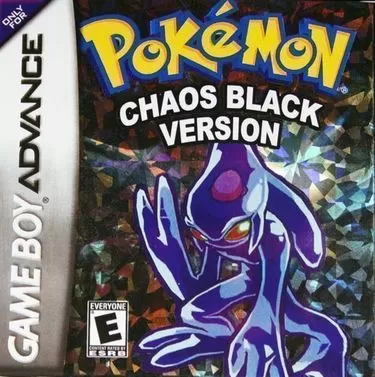 ONLY
FOR
GAME BOY ADVANCE
POKéMON
CHAOS BLACK
VERSION
EVERYONE
E
CONTENT RATED BY
ESRB